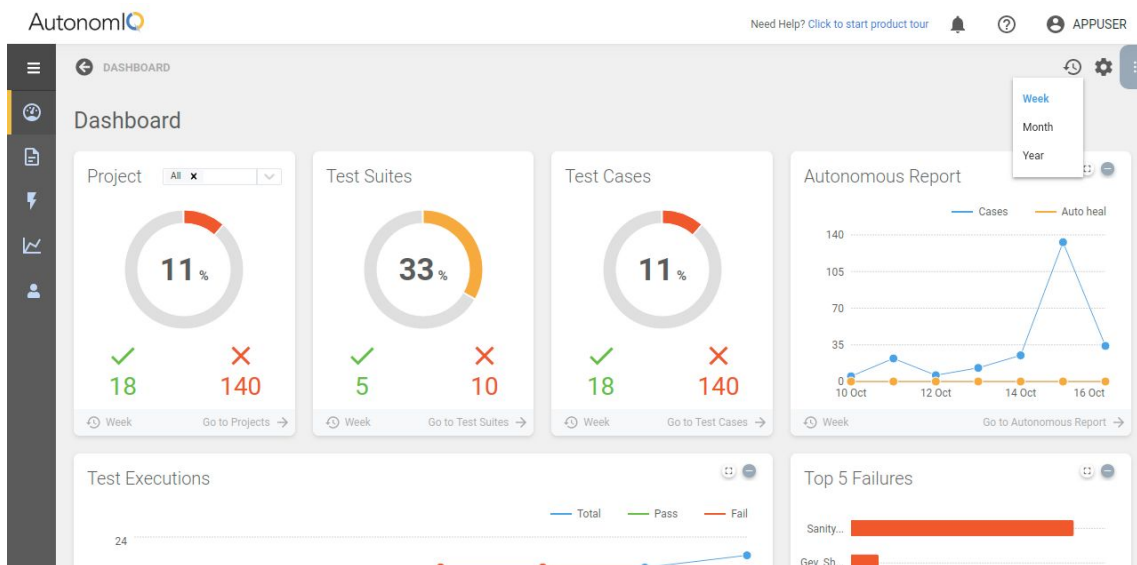 AutonomIQ
Need Help? Click to start product tour
APPUSER
DASHBOARD
Dashboard
Week
Month
Year
Project
All x
11 %
18 140
Week Go to Projects →
Test Suites
33 %
5 10
Week Go to Test Suites →
Test Cases
11 %
18 140
Week Go to Test Cases →
Autonomous Report
Cases Auto heal
140
105
70
35
0
10 Oct 12 Oct 14 Oct 16 Oct
Week Go to Autonomous Report →
Test Executions
Total Pass Fail
24
Top 5 Failures
Sanity...
Gey_Sh...